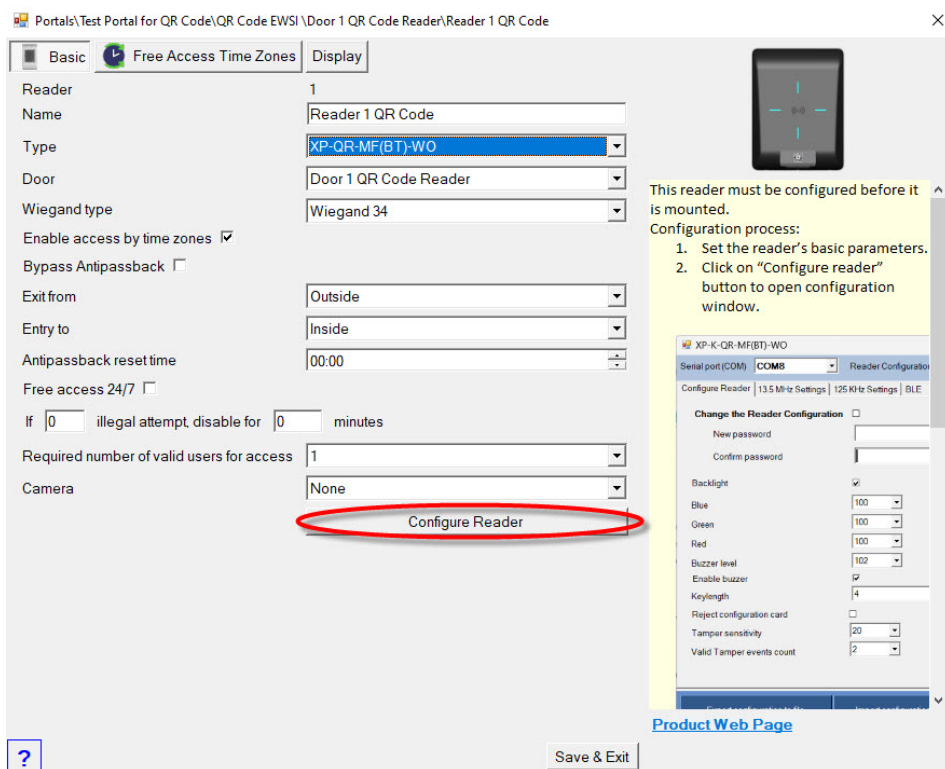 Portals\Test Portal for QR Code\QR Code EWSI \Door 1 QR Code Reader\Reader 1 QR Code
Basic Free Access Time Zones Display
Reader 1
Name Reader 1 QR Code
Type XP-QR-MF(BT)-WO
Door Door 1 QR Code Reader
Wiegand type Wiegand 34
Enable access by time zones
Bypass Antipassback
Exit from Outside
Entry to Inside
Antipassback reset time 00:00
Free access 24/7
If 0 illegal attempt, disable for 0 minutes
Required number of valid users for access 1
Camera None
Configure Reader
This reader must be configured before it
is mounted.
Configuration process:
1. Set the reader's basic parameters.
2. Click on "Configure reader"
button to open configuration
window.
XP-K-QR-MF(BT)-WO
Serial port (COM) COM8 Reader Configuration
Configure Reader 13.5 MHz Settings 125 KHz Settings BLE
Change the Reader Configuration
New password
Confirm password
Backlight
Blue 100
Green 100
Red 100
Buzzer level 102
Enable buzzer
Keylength 4
Reject configuration card
Tamper sensitivity 20
Valid Tamper events count 2
Product Web Page
? Save & Exit